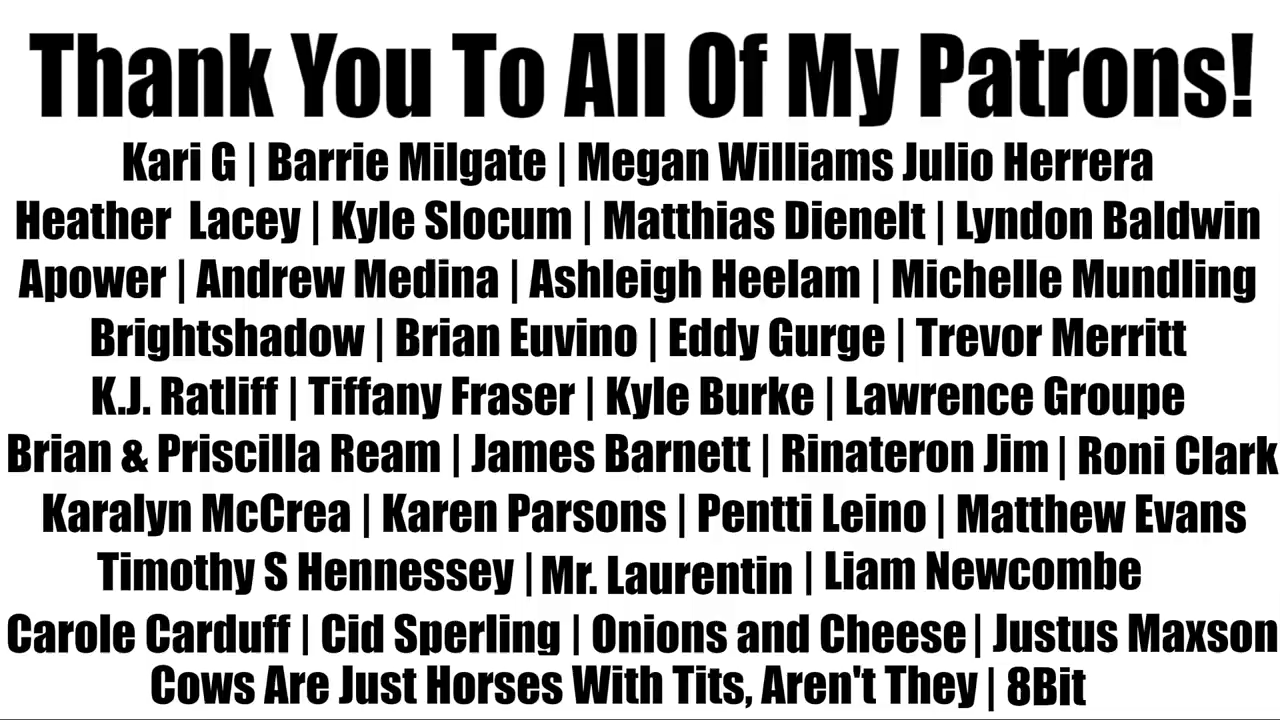 Thank You To All Of My Patrons!
Kari G | Barrie Milgate | Megan Williams Julio Herrera
Heather Lacey | Kyle Slocum | Matthias Dienelt | Lyndon Baldwin
Apower | Andrew Medina | Ashleigh Heelam | Michelle Mundling
Brightshadow | Brian Euvino | Eddy Gurge | Trevor Merritt
K.J. Ratliff | Tiffany Fraser | Kyle Burke | Lawrence Groupe
Brian & Priscilla Ream | James Barnett | Rinateron Jim | Roni Clark
Karalyn McCrea | Karen Parsons | Pentti Leino | Matthew Evans
Timothy S Hennessey | Mr. Laurentin | Liam Newcombe
Carole Carduff | Cid Sperling | Onions and Cheese | Justus Maxson
Cows Are Just Horses With Tits, Aren't They | 8Bit